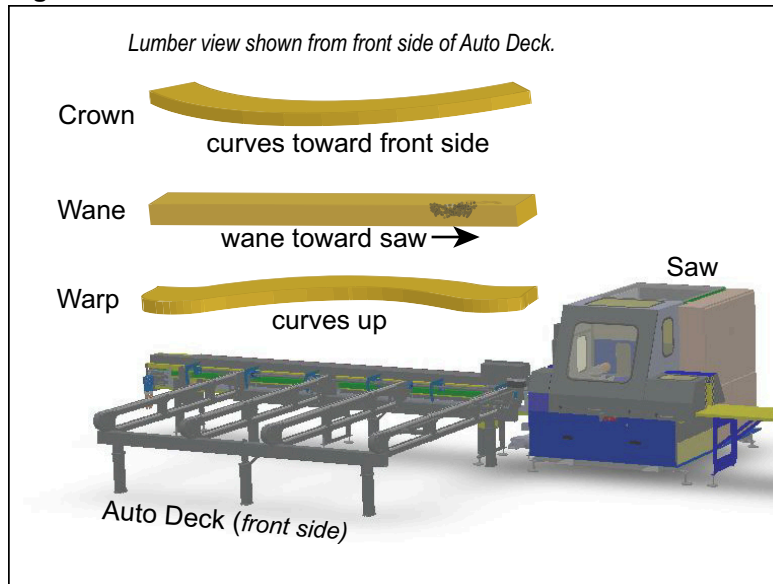 Lumber view shown from front side of Auto Deck.
Crown
curves toward front side
Wane
wane toward saw
Saw
Warp
curves up
Auto Deck (front side)